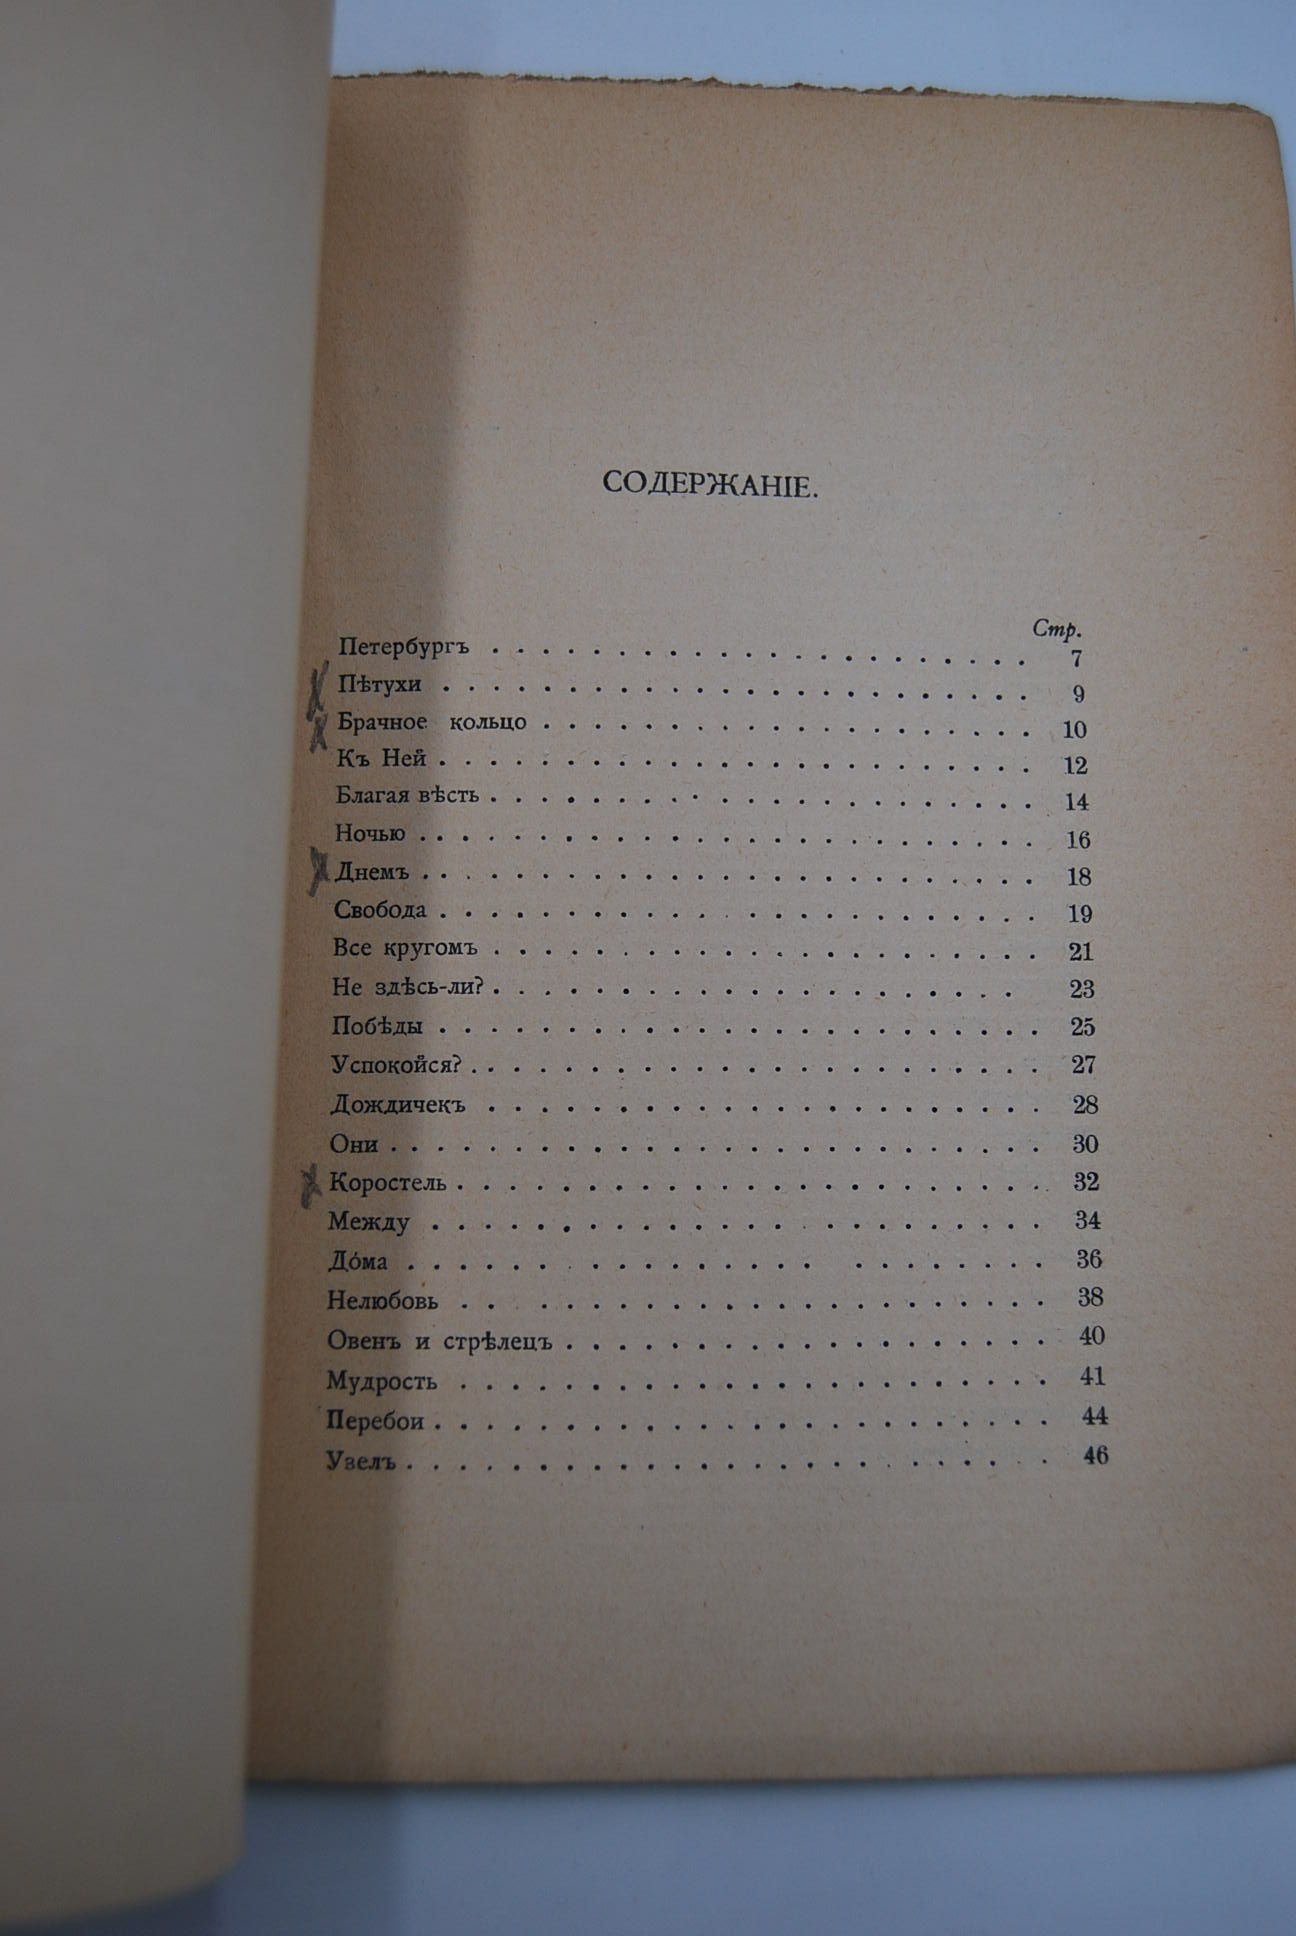 СОДЕРЖАНІЕ.
Стр.
Петербургъ . . . . . . . . . . . . . . . . . . . . . 7
Пѣтухи . . . . . . . . . . . . . . . . . . . . . . . 9
Брачное кольцо . . . . . . . . . . . . . . . . . . . 10
Къ Ней . . . . . . . . . . . . . . . . . . . . . . . 12
Благая вѣсть . . . . . . . . . . . . . . . . . . . . . 14
Ночью . . . . . . . . . . . . . . . . . . . . . . . . 16
Днемъ . . . . . . . . . . . . . . . . . . . . . . . . 18
Свобода . . . . . . . . . . . . . . . . . . . . . . . 19
Все кругомъ . . . . . . . . . . . . . . . . . . . . . 21
Не здѣсь-ли? . . . . . . . . . . . . . . . . . . . . 23
Побѣды . . . . . . . . . . . . . . . . . . . . . . . 25
Успокойся? . . . . . . . . . . . . . . . . . . . . . . 27
Дождичекъ . . . . . . . . . . . . . . . . . . . . . . 28
Они . . . . . . . . . . . . . . . . . . . . . . . . . 30
Коростель . . . . . . . . . . . . . . . . . . . . . . 32
Между . . . . . . . . . . . . . . . . . . . . . . . 34
До́ма . . . . . . . . . . . . . . . . . . . . . . . 36
Нелюбовь . . . . . . . . . . . . . . . . . . . . . . 38
Овенъ и стрѣлецъ . . . . . . . . . . . . . . . . . . . 40
Мудрость . . . . . . . . . . . . . . . . . . . . . . . 41
Перебои . . . . . . . . . . . . . . . . . . . . . . . 44
Узелъ . . . . . . . . . . . . . . . . . . . . . . . . 46